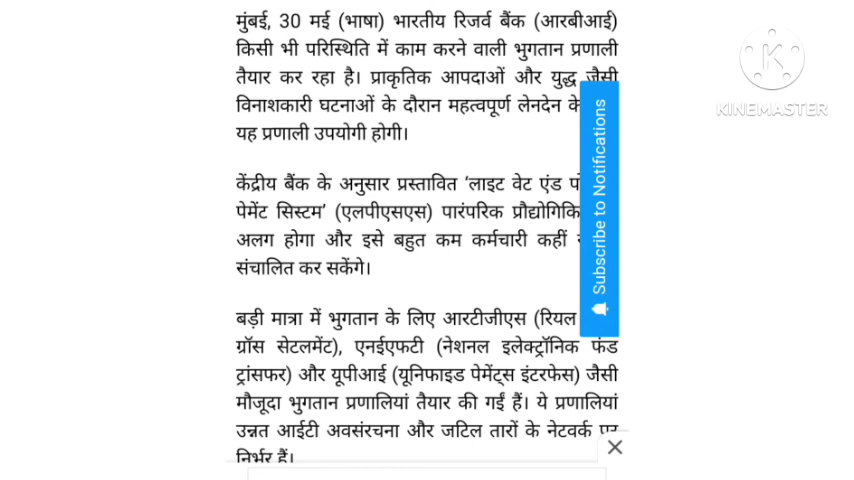 मुंबई, 30 मई (भाषा) भारतीय रिजर्व बैंक (आरबीआई)
किसी भी परिस्थिति में काम करने वाली भुगतान प्रणाली
तैयार कर रहा है। प्राकृतिक आपदाओं और युद्ध जैसी
विनाशकारी घटनाओं के दौरान महत्वपूर्ण लेनदेन के
यह प्रणाली उपयोगी होगी।
केंद्रीय बैंक के अनुसार प्रस्तावित ‘लाइट वेट एंड
पेमेंट सिस्टम’ (एलपीएसएस) पारंपरिक
अलग होगा और इसे बहुत कम कर्मचारी कहीं
संचालित कर सकेंगे।
बड़ी मात्रा में भुगतान के लिए आरटीजीएस (रियल
ग्रॉस सेटलमेंट), एनईएफटी (नेशनल इलेक्ट्रॉनिक फंड
ट्रांसफर) और यूपीआई (यूनिफाइड पेमेंट्स इंटरफेस) जैसी
मौजूदा भुगतान प्रणालियां तैयार की गईं हैं। ये प्रणालियां
उन्नत आईटी अवसंरचना और जटिल तारों के नेटवर्क पर
निर्भर हैं।
Subscribe to Notifications
K
KINEMASTER